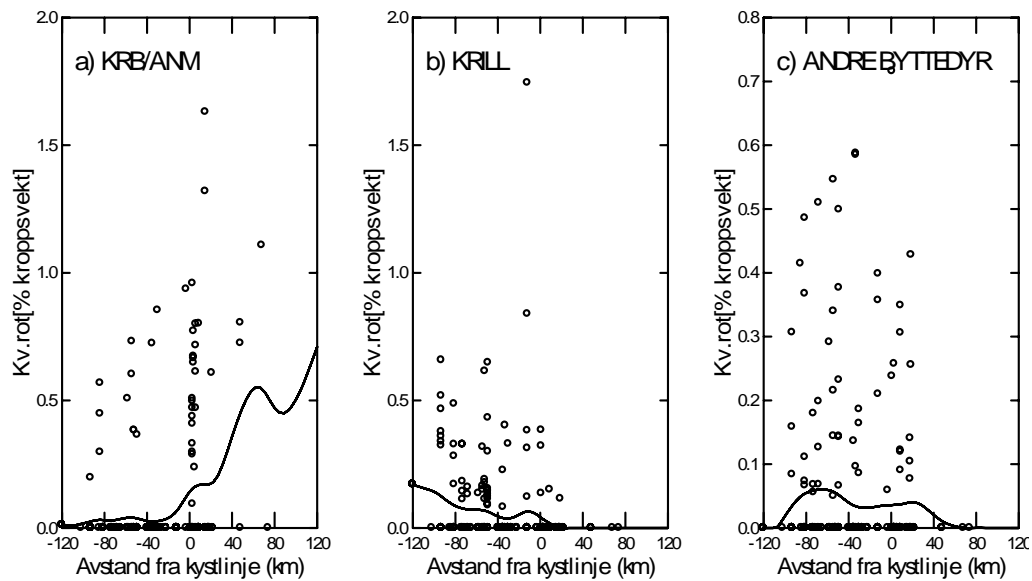 a) KRB/ANM
2.0
1.5
1.0
0.5
0.0
Kv.rot[% kroppsvekt]
-120 -80 -40 0 40 80 120
Avstand fra kystlinje (km)
b) KRILL
2.0
1.5
1.0
0.5
0.0
Kv.rot[% kroppsvekt]
-120 -80 -40 0 40 80 120
Avstand fra kystlinje (km)
c) ANDRE BYTTEDYR
0.8
0.7
0.6
0.5
0.4
0.3
0.2
0.1
0.0
Kv.rot[% kroppsvekt]
-120 -80 -40 0 40 80 120
Avstand fra kystlinje (km)